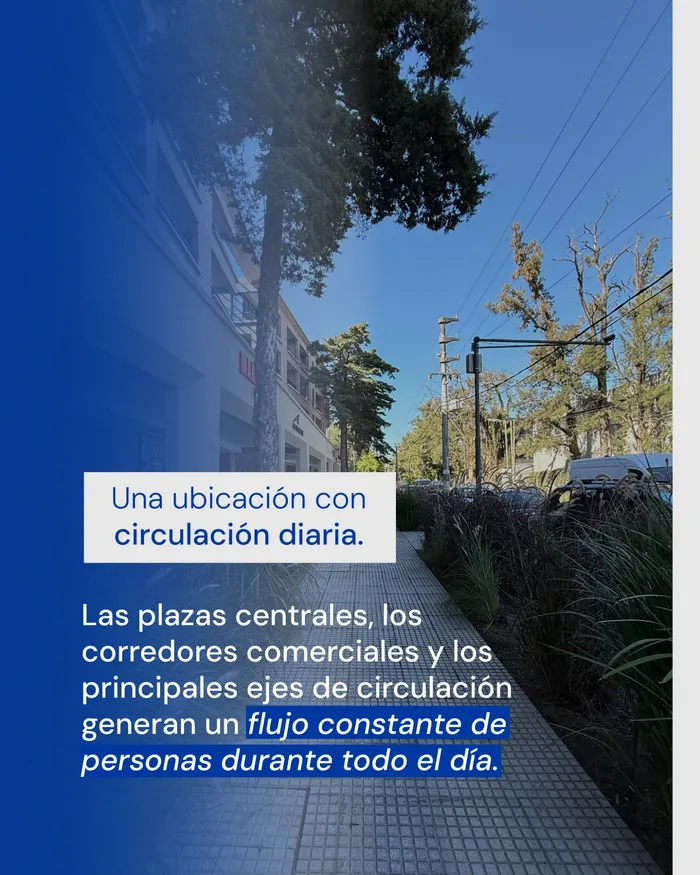 Una ubicación con
circulación diaria.
Las plazas centrales, los
corredores comerciales y los
principales ejes de circulación
generan un flujo constante de
personas durante todo el día.